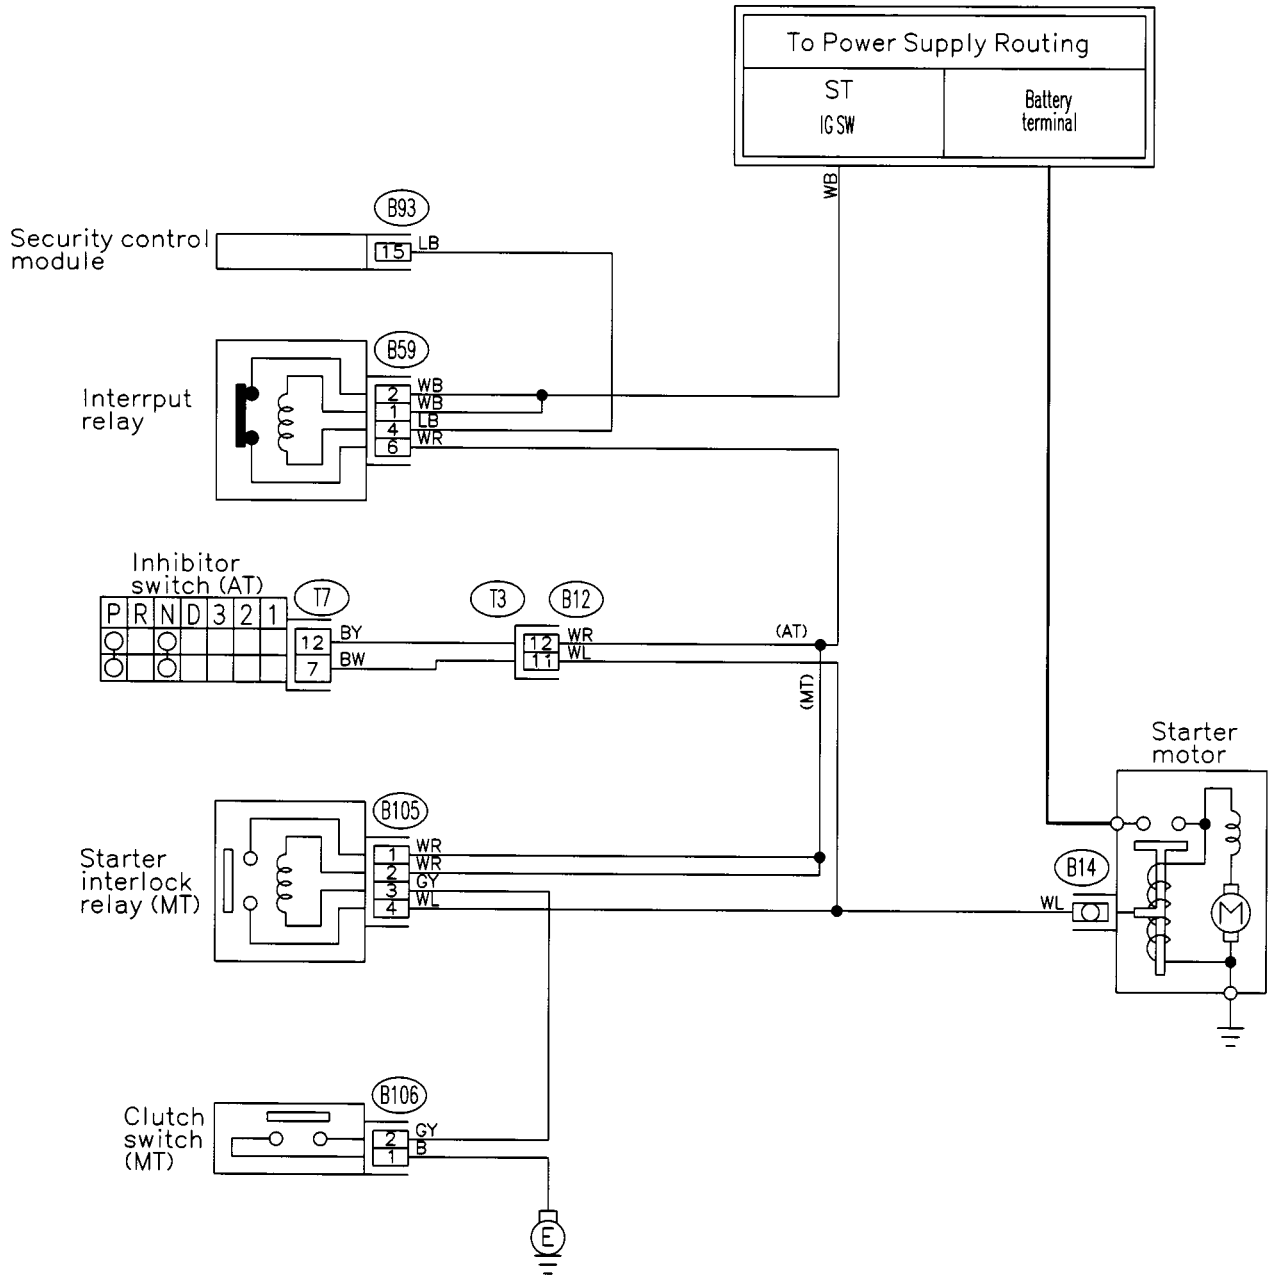 To Power Supply Routing
ST
IG SW
Battery
terminal
WB
B93
Security control
module
15
LB
B59
Interrput
relay
2
WB
1
WB
4
LB
6
WR
Inhibitor
switch (AT)
P R N D 3 2 1
T7
12
BY
7
BW
T3
B12
12
WR
11
WL
(AT)
(MT)
Starter
motor
B105
Starter
interlock
relay (MT)
1
WR
2
WR
3
GY
4
WL
B14
WL
M
B106
Clutch
switch
(MT)
2
GY
1
B
E